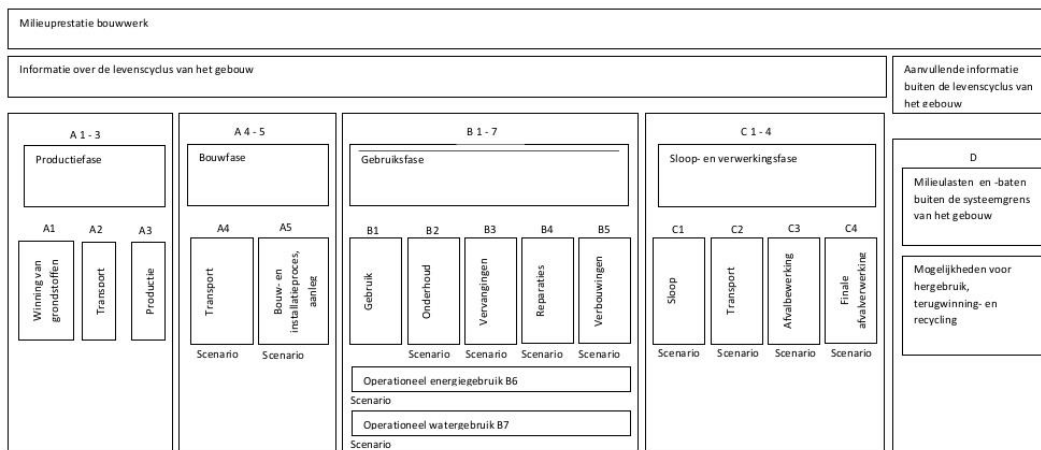 Milieuprestatie bouwwerk
Informatie over de levenscyclus van het gebouw
Aanvullende informatie
buiten de levenscyclus van
het gebouw
A 1 - 3
Productiefase
A1
A2
A3
Winning van
grondstoffen
Transport
Productie
A 4 - 5
Bouwfase
A4
A5
Transport
Bouw- en
installatieproces,
aanleg
Scenario
Scenario
B 1 - 7
Gebruiksfase
B1
B2
B3
B4
B5
Gebruik
Onderhoud
Vervangingen
Reparaties
Verbouwingen
Scenario
Scenario
Scenario
Scenario
Operationeel energiegebruik B6
Scenario
Operationeel watergebruik B7
Scenario
C 1 - 4
Sloop- en verwerkingsfase
C1
C2
C3
C4
Sloop
Transport
Afvalbewerking
Finale
afvalverwerking
Scenario
Scenario
Scenario
Scenario
D
Milieulasten en -baten
buiten de systeemgrens
van het gebouw
Mogelijkheden voor
hergebruik,
terugwinning- en
recycling